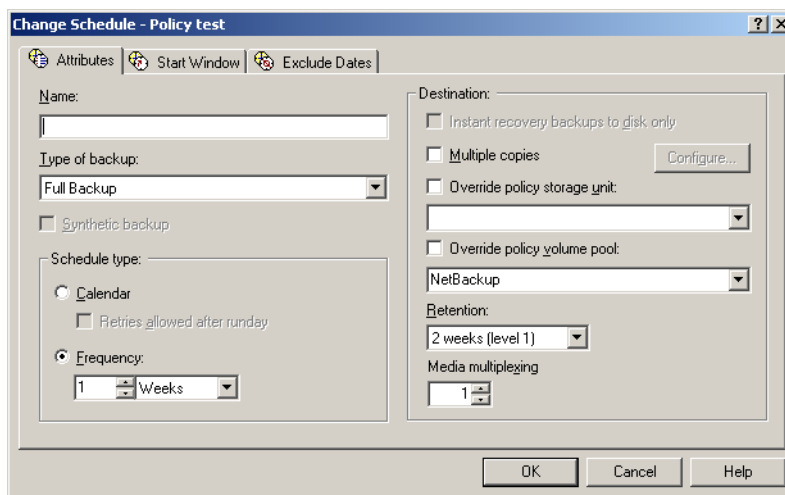 Change Schedule - Policy test
Attributes
Start Window
Exclude Dates
Name:
Type of backup:
Full Backup
Synthetic backup
Schedule type:
Calendar
Retries allowed after runday
Frequency:
1
Weeks
Destination:
Instant recovery backups to disk only
Multiple copies
Configure...
Override policy storage unit:
Override policy volume pool:
NetBackup
Retention:
2 weeks (level 1)
Media multiplexing
1
OK
Cancel
Help